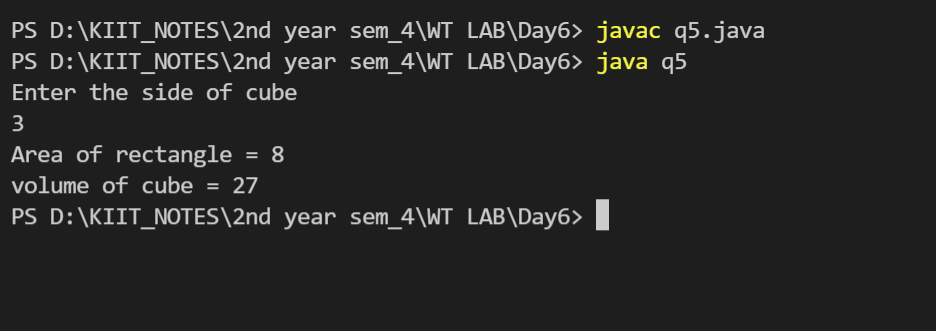 PS D:\KIIT_NOTES\2nd year sem_4\WT LAB\Day6> javac q5.java
PS D:\KIIT_NOTES\2nd year sem_4\WT LAB\Day6> java q5
Enter the side of cube
3
Area of rectangle = 8
volume of cube = 27
PS D:\KIIT_NOTES\2nd year sem_4\WT LAB\Day6>